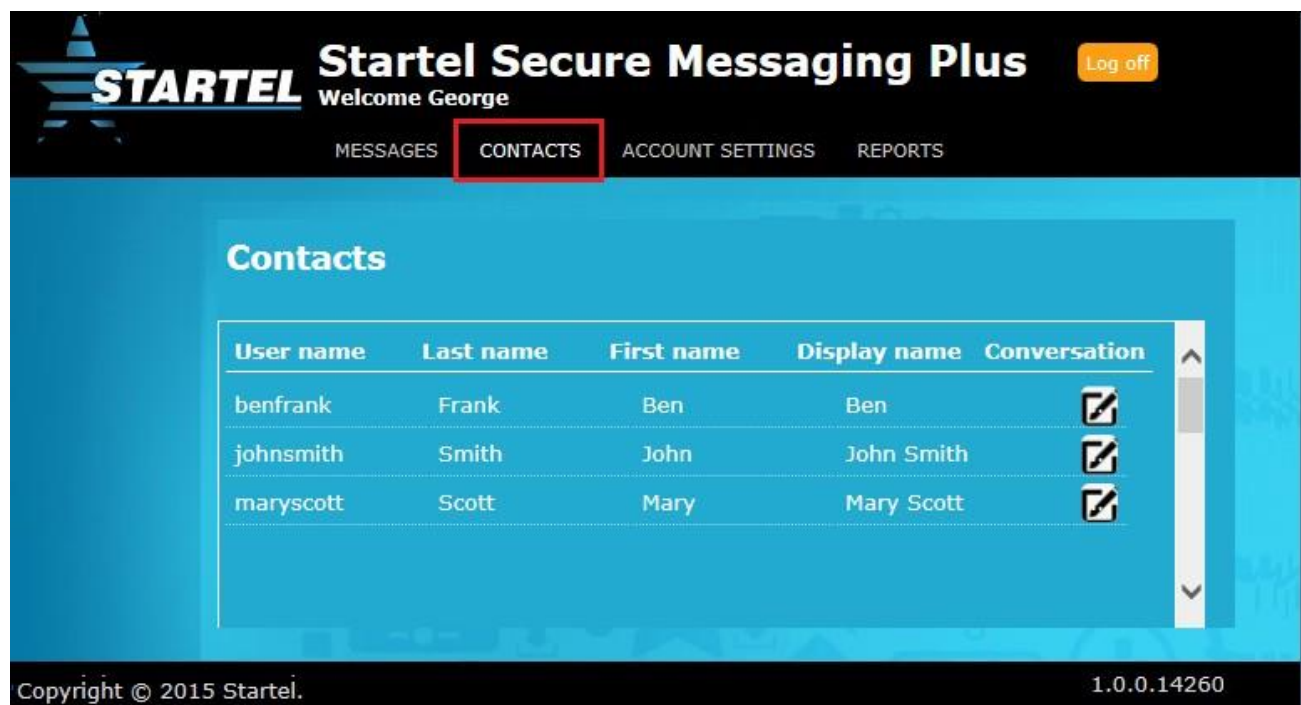 STARTEL
Startel Secure Messaging Plus
Log off
Welcome George
MESSAGES CONTACTS ACCOUNT SETTINGS REPORTS
Contacts
User name Last name First name Display name Conversation
benfrank Frank Ben Ben
johnsmith Smith John John Smith
maryscott Scott Mary Mary Scott
Copyright © 2015 Startel.
1.0.0.14260